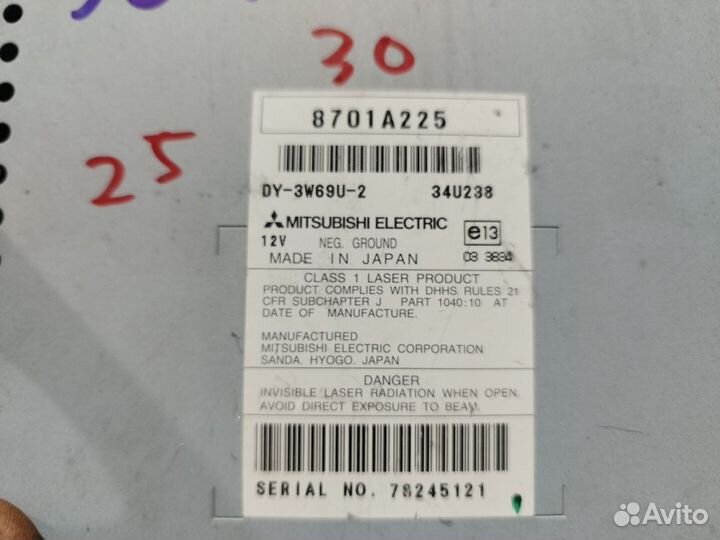 30
25
8701A225
DY-3W69U-2 34U238
MITSUBISHI ELECTRIC
e13
12V NEG. GROUND
MADE IN JAPAN 03 3834
CLASS 1 LASER PRODUCT
PRODUCT COMPLIES WITH DHHS RULES 21
CFR SUBCHAPTER J PART 1040:10 AT
DATE OF MANUFACTURE.
MANUFACTURED
MITSUBISHI ELECTRIC CORPORATION
SANDA. HYOGO. JAPAN
DANGER
INVISIBLE LASER RADIATION WHEN OPEN.
AVOID DIRECT EXPOSURE TO BEAM.
SERIAL NO. 78245121
Avito